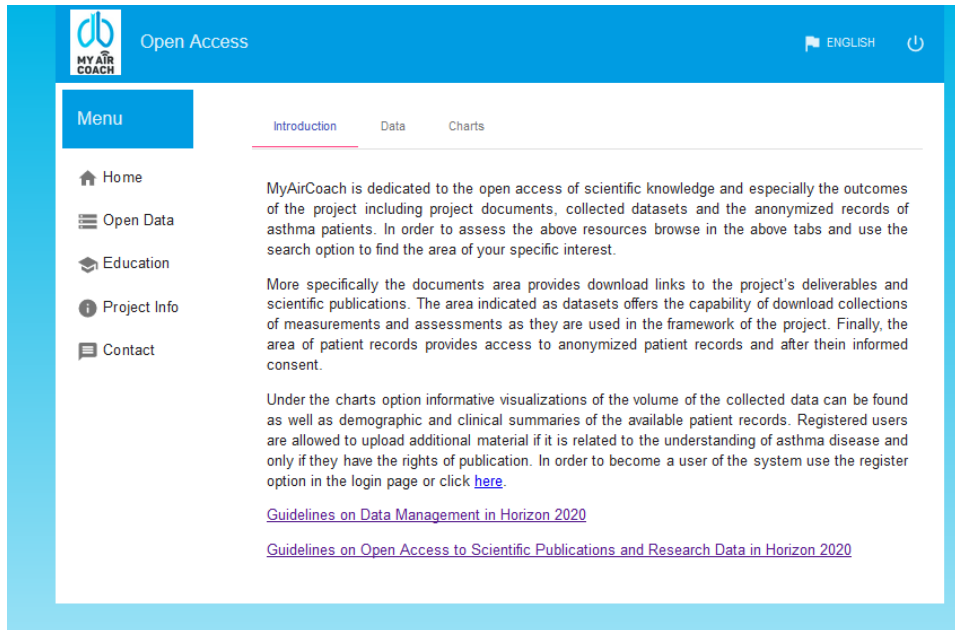 MY AIR
COACH
Open Access
ENGLISH
Menu
Home
Open Data
Education
Project Info
Contact
Introduction Data Charts
MyAirCoach is dedicated to the open access of scientific knowledge and especially the outcomes
of the project including project documents, collected datasets and the anonymized records of
asthma patients. In order to assess the above resources browse in the above tabs and use the
search option to find the area of your specific interest.
More specifically the documents area provides download links to the project's deliverables and
scientific publications. The area indicated as datasets offers the capability of download collections
of measurements and assessments as they are used in the framework of the project. Finally, the
area of patient records provides access to anonymized patient records and after thein informed
consent.
Under the charts option informative visualizations of the volume of the collected data can be found
as well as demographic and clinical summaries of the available patient records. Registered users
are allowed to upload additional material if it is related to the understanding of asthma disease and
only if they have the rights of publication. In order to become a user of the system use the register
option in the login page or click here.
Guidelines on Data Management in Horizon 2020
Guidelines on Open Access to Scientific Publications and Research Data in Horizon 2020